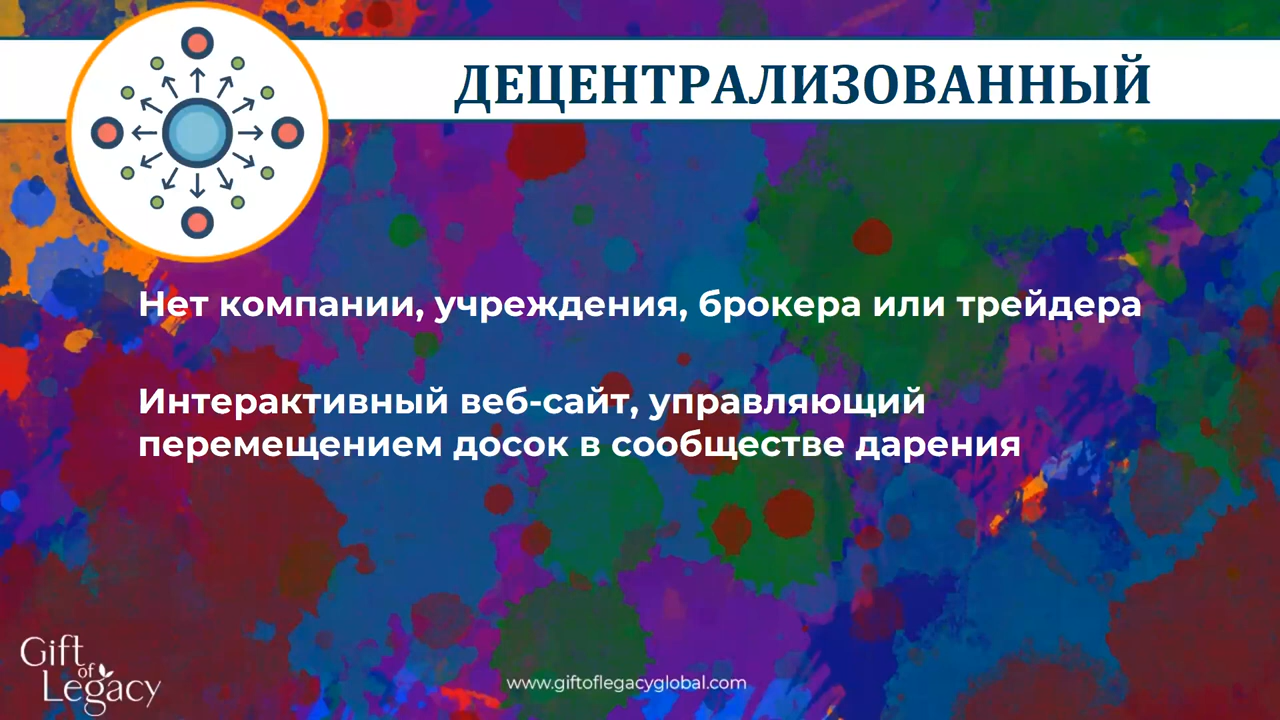 ДЕЦЕНТРАЛИЗОВАННЫЙ
Нет компании, учреждения, брокера или трейдера
Интерактивный веб-сайт, управляющий
перемещением досок в сообществе дарения
Gift
of
Legacy
www.giftoflegacyglobal.com